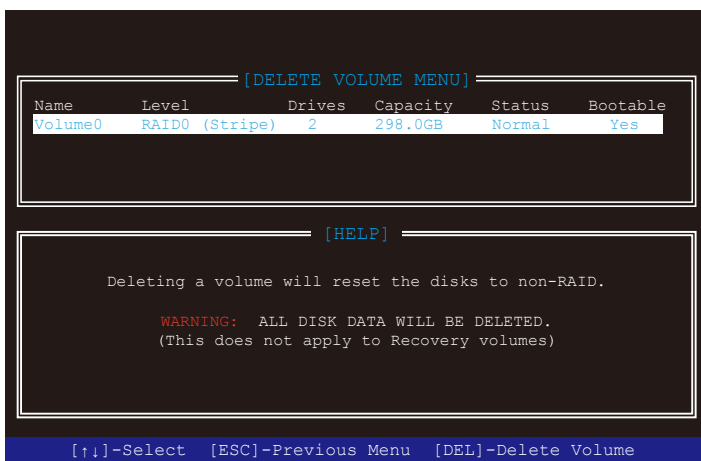 [DELETE VOLUME MENU]
Name Level Drives Capacity Status Bootable
Volume0 RAID0 (Stripe) 2 298.0GB Normal Yes
[HELP]
Deleting a volume will reset the disks to non-RAID.
WARNING: ALL DISK DATA WILL BE DELETED.
(This does not apply to Recovery volumes)
[↑↓]-Select [ESC]-Previous Menu [DEL]-Delete Volume